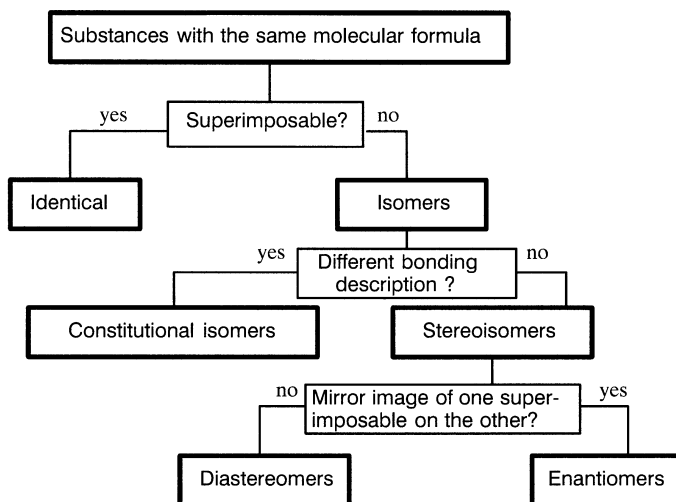 Substances with the same molecular formula
yes
Superimposable?
no
Identical
Isomers
yes
Different bonding
description ?
no
Constitutional isomers
Stereoisomers
no
Mirror image of one super-
imposable on the other?
yes
Diastereomers
Enantiomers